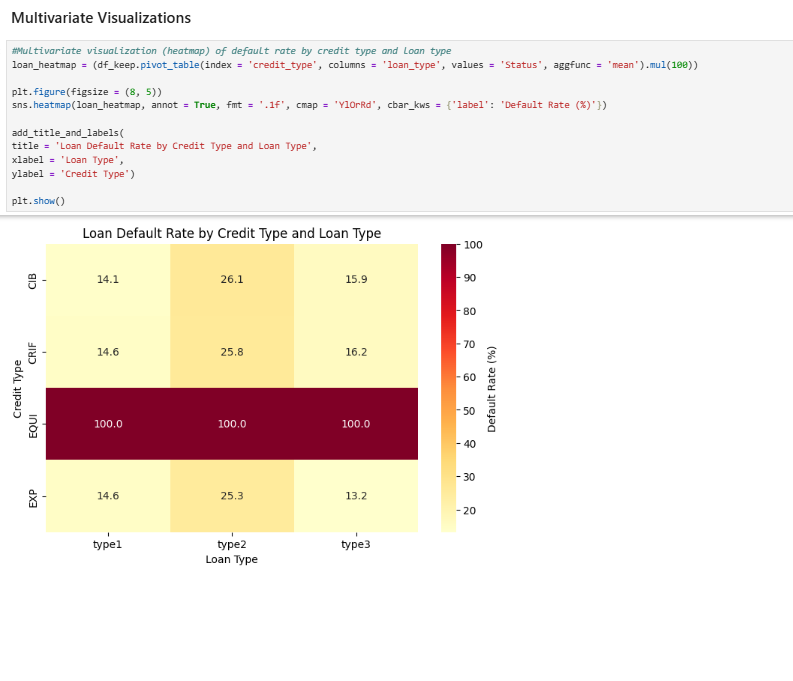 Multivariate Visualizations
#Multivariate visualization (heatmap) of default rate by credit type and loan type
loan_heatmap = (df_keep.pivot_table(index = 'credit_type', columns = 'loan_type', values = 'Status', aggfunc = 'mean').mul(100))
plt.figure(figsize = (8, 5))
sns.heatmap(loan_heatmap, annot = True, fmt = '.1f', cmap = 'YlOrRd', cbar_kws = {'label': 'Default Rate (%)'})
add_title_and_labels(
title = 'Loan Default Rate by Credit Type and Loan Type',
xlabel = 'Loan Type',
ylabel = 'Credit Type')
plt.show()
Loan Default Rate by Credit Type and Loan Type
Credit Type
CIB 14.1 26.1 15.9
CRIF 14.6 25.8 16.2
EQUI 100.0 100.0 100.0
EXP 14.6 25.3 13.2
type1 type2 type3
Loan Type
100
90
80
70
60
50
40
30
20
Default Rate (%)